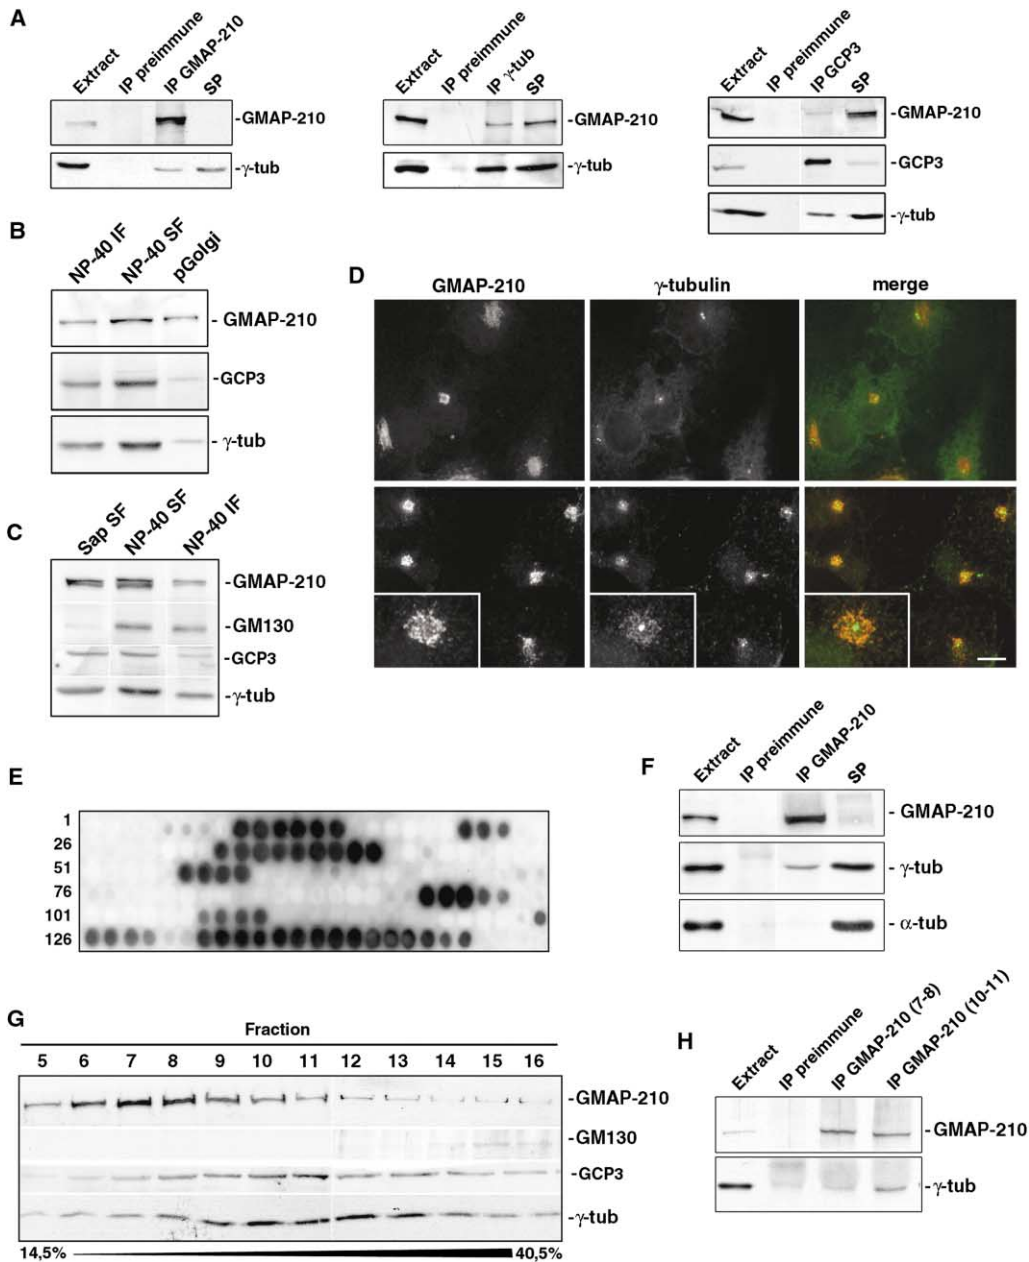 A
Extract
IP preimmune
IP GMAP-210
SP
-GMAP-210
-γ-tub
Extract
IP preimmune
IP γ-tub
SP
-GMAP-210
-γ-tub
Extract
IP preimmune
IP GCP3
SP
-GMAP-210
-GCP3
-γ-tub
B
NP-40 IF
NP-40 SF
pGolgi
- GMAP-210
-GCP3
- γ-tub
C
Sap SF
NP-40 SF
NP-40 IF
-GMAP-210
-GM130
-GCP3
-γ-tub
D
GMAP-210
γ-tubulin
merge
E
1
26
51
76
101
126
F
Extract
IP preimmune
IP GMAP-210
SP
- GMAP-210
- γ-tub
- α-tub
G
Fraction
5 6 7 8 9 10 11 12 13 14 15 16
-GMAP-210
-GM130
-GCP3
-γ-tub
14,5% 40,5%
H
Extract
IP preimmune
IP GMAP-210 (7-8)
IP GMAP-210 (10-11)
-GMAP-210
-γ-tub